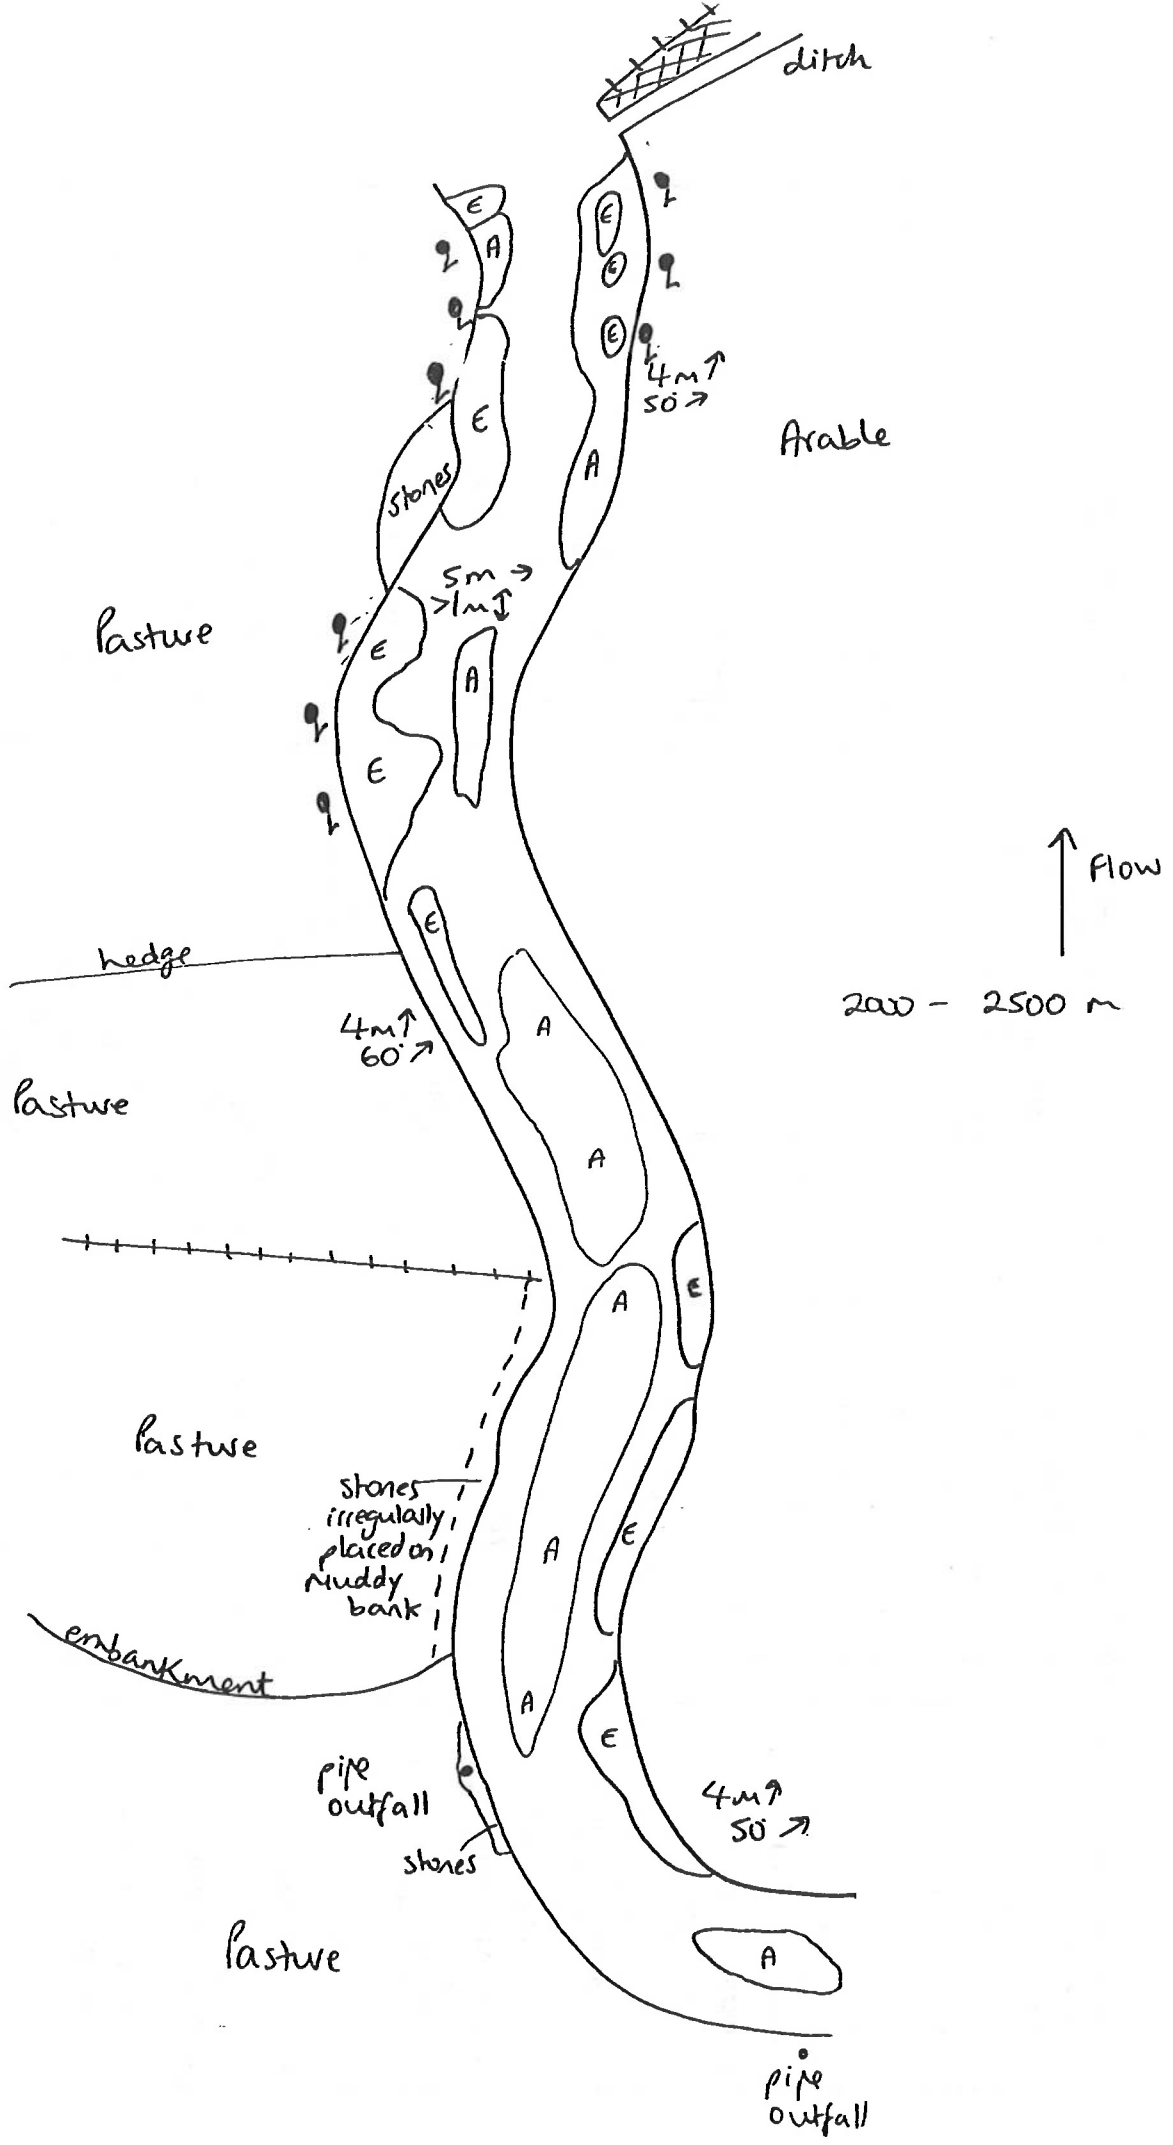 ditch
E
A
E
E
E
4m↑
50°↗
E
A
Arable
stones
5m →
>1m↕
Pasture
E
A
E
Flow
E
hedge
2000 - 2500 m
A
4m↑
60°↗
Pasture
A
E
A
Pasture
stones
irregulally
placed on
Muddy
bank
E
A
embankment
A
E
pipe
outfall
4m↑
50°↗
stones
Pasture
A
pipe
outfall